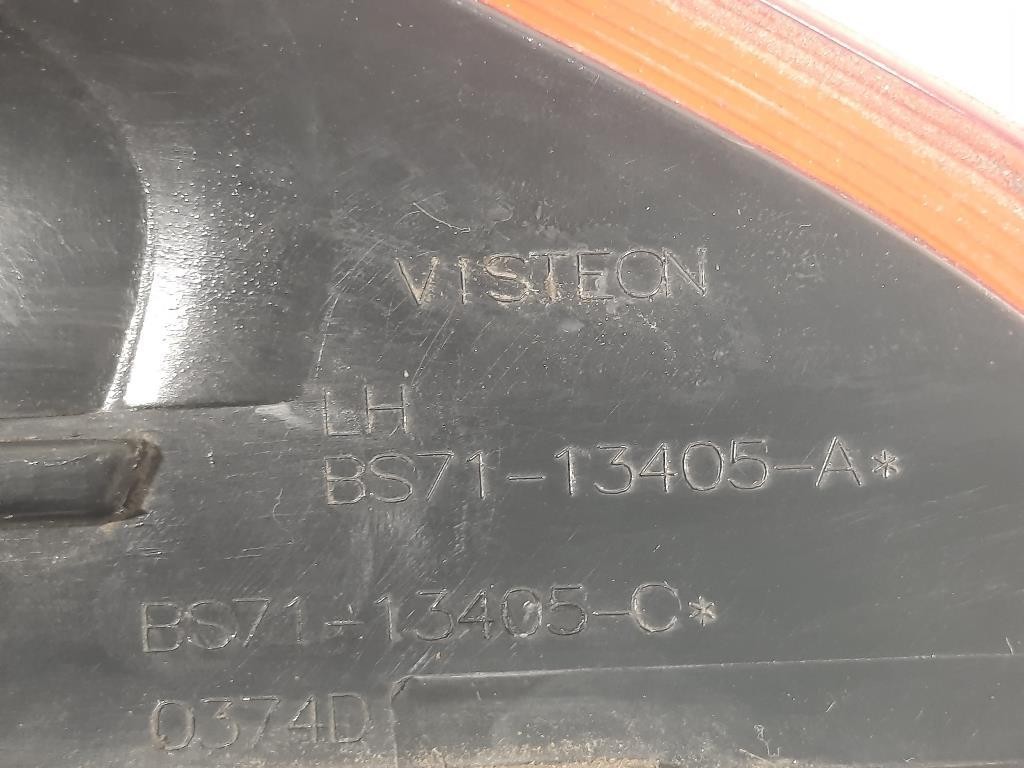 VISTEON
LH
BS71-13405-A*
BS71-13405-C*
0374D